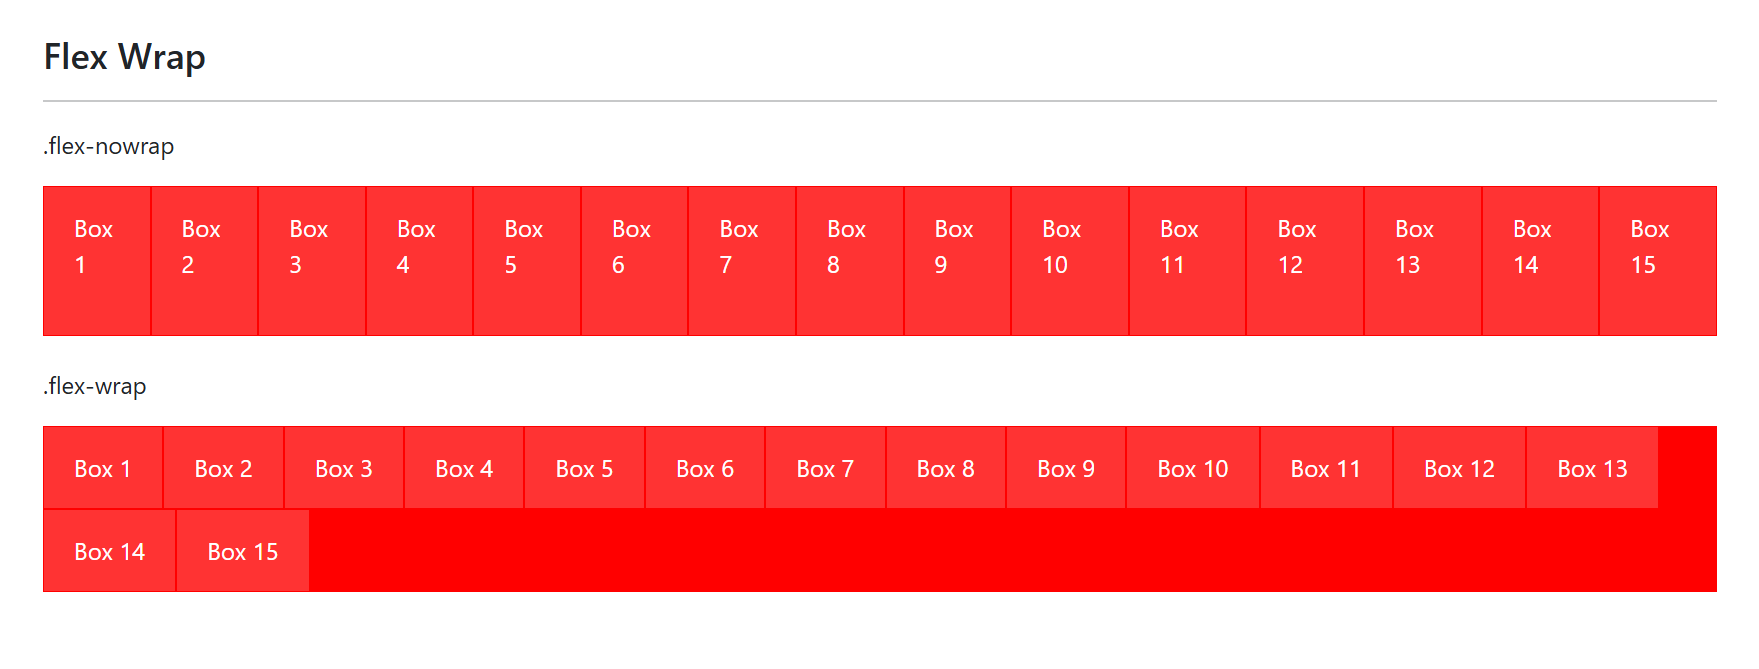 Flex Wrap
.flex-nowrap
Box Box Box Box Box Box Box Box Box Box Box Box Box Box Box
1 2 3 4 5 6 7 8 9 10 11 12 13 14 15
.flex-wrap
Box 1 Box 2 Box 3 Box 4 Box 5 Box 6 Box 7 Box 8 Box 9 Box 10 Box 11 Box 12 Box 13
Box 14 Box 15